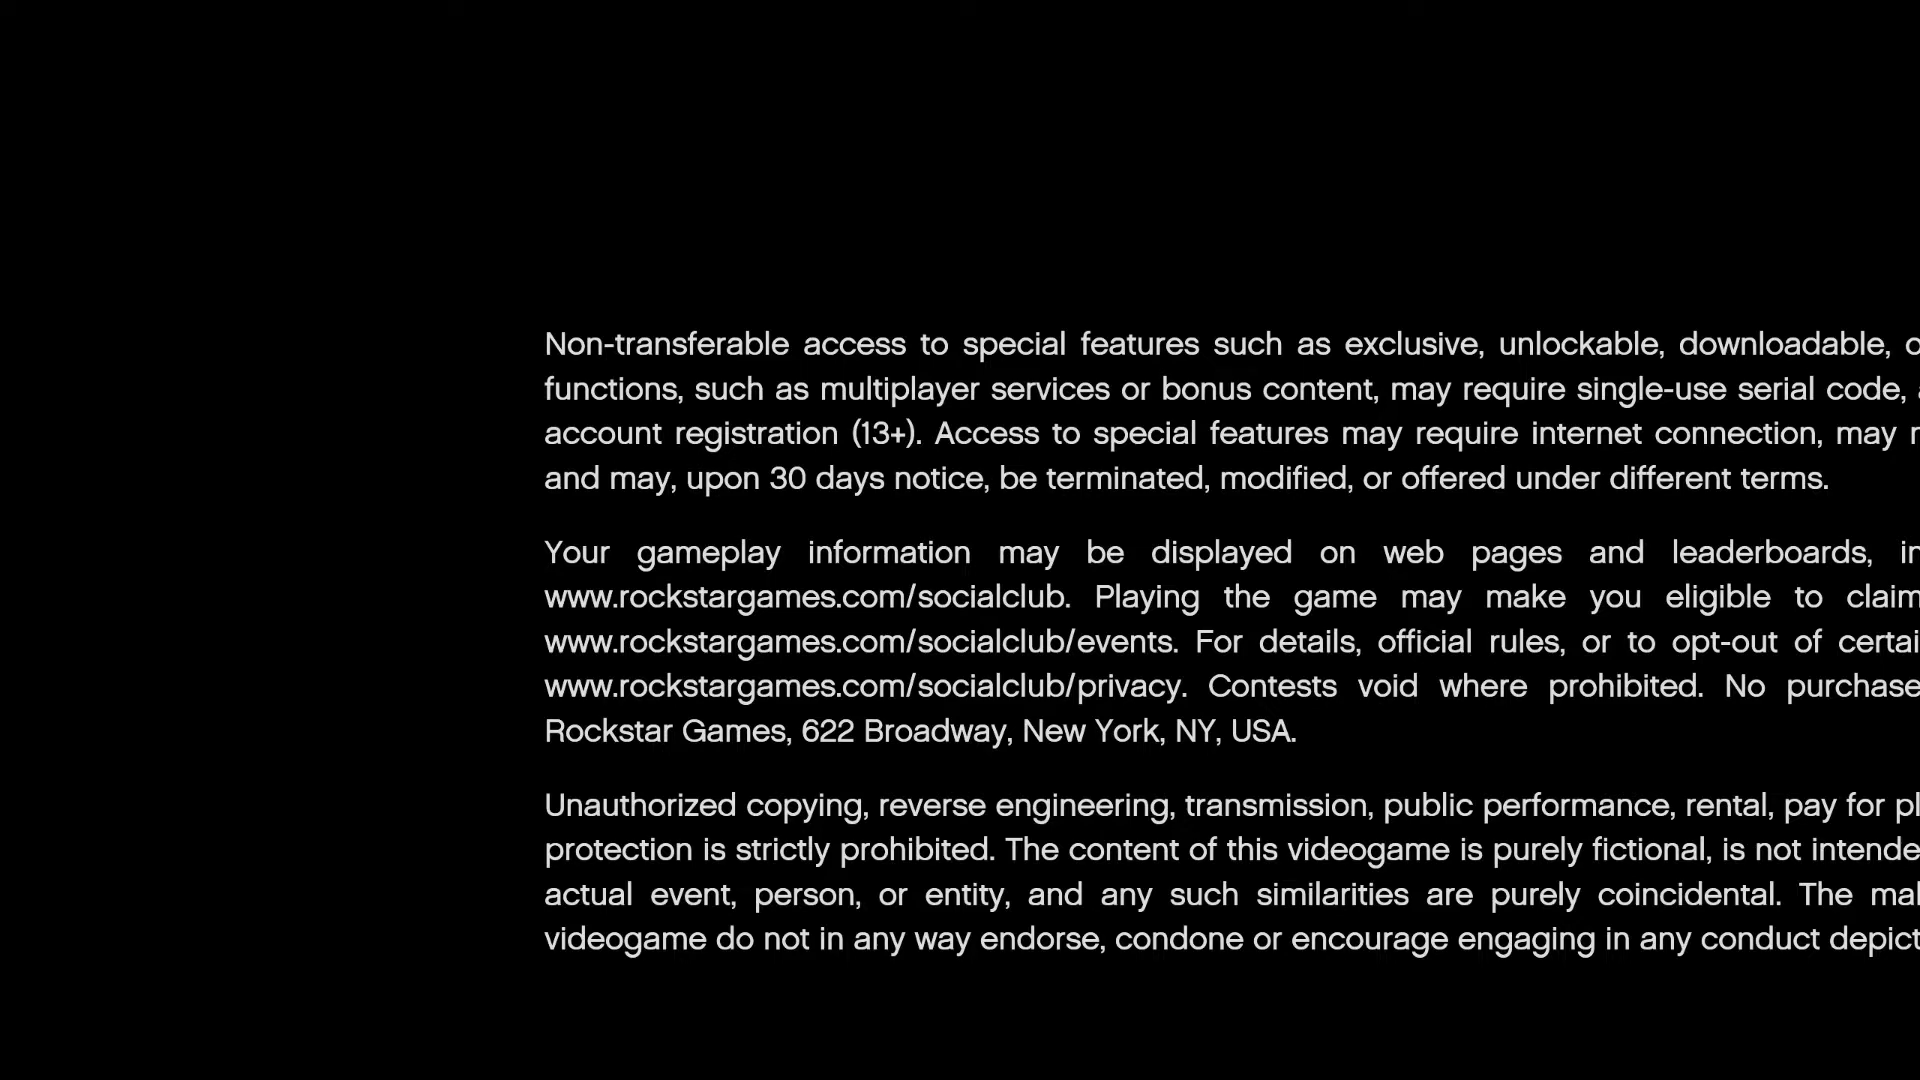 Non-transferable access to special features such as exclusive, unlockable, downloadable,
functions, such as multiplayer services or bonus content, may require single-use serial code,
account registration (13+). Access to special features may require internet connection, may
and may, upon 30 days notice, be terminated, modified, or offered under different terms.
Your gameplay information may be displayed on web pages and leaderboards,
www.rockstargames.com/socialclub. Playing the game may make you eligible to claim
www.rockstargames.com/socialclub/events. For details, official rules, or to opt-out of
www.rockstargames.com/socialclub/privacy. Contests void where prohibited. No purchase
Rockstar Games, 622 Broadway, New York, NY, USA.
Unauthorized copying, reverse engineering, transmission, public performance, rental, pay for
protection is strictly prohibited. The content of this videogame is purely fictional, is not
actual event, person, or entity, and any such similarities are purely coincidental. The
videogame do not in any way endorse, condone or encourage engaging in any conduct